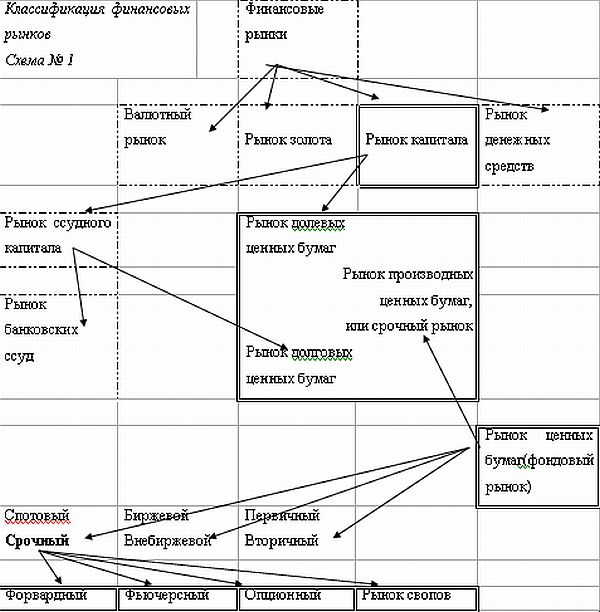 Классификация финансовых
рынков
Схема № 1
Финансовые
рынки
Валютный
рынок
Рынок золота
Рынок капитала
Рынок
денежных
средств
Рынок ссудного
капитала
Рынок долевых
ценных бумаг
Рынок производных
ценных бумаг,
или срочный рынок
Рынок
банковских
ссуд
Рынок долговых
ценных бумаг
Рынок ценных
бумаг(фондовый
рынок)
Спотовый
Срочный
Биржевой
Внебиржевой
Первичный
Вторичный
Форвардный
Фьючерсный
Опционный
Рынок свопов